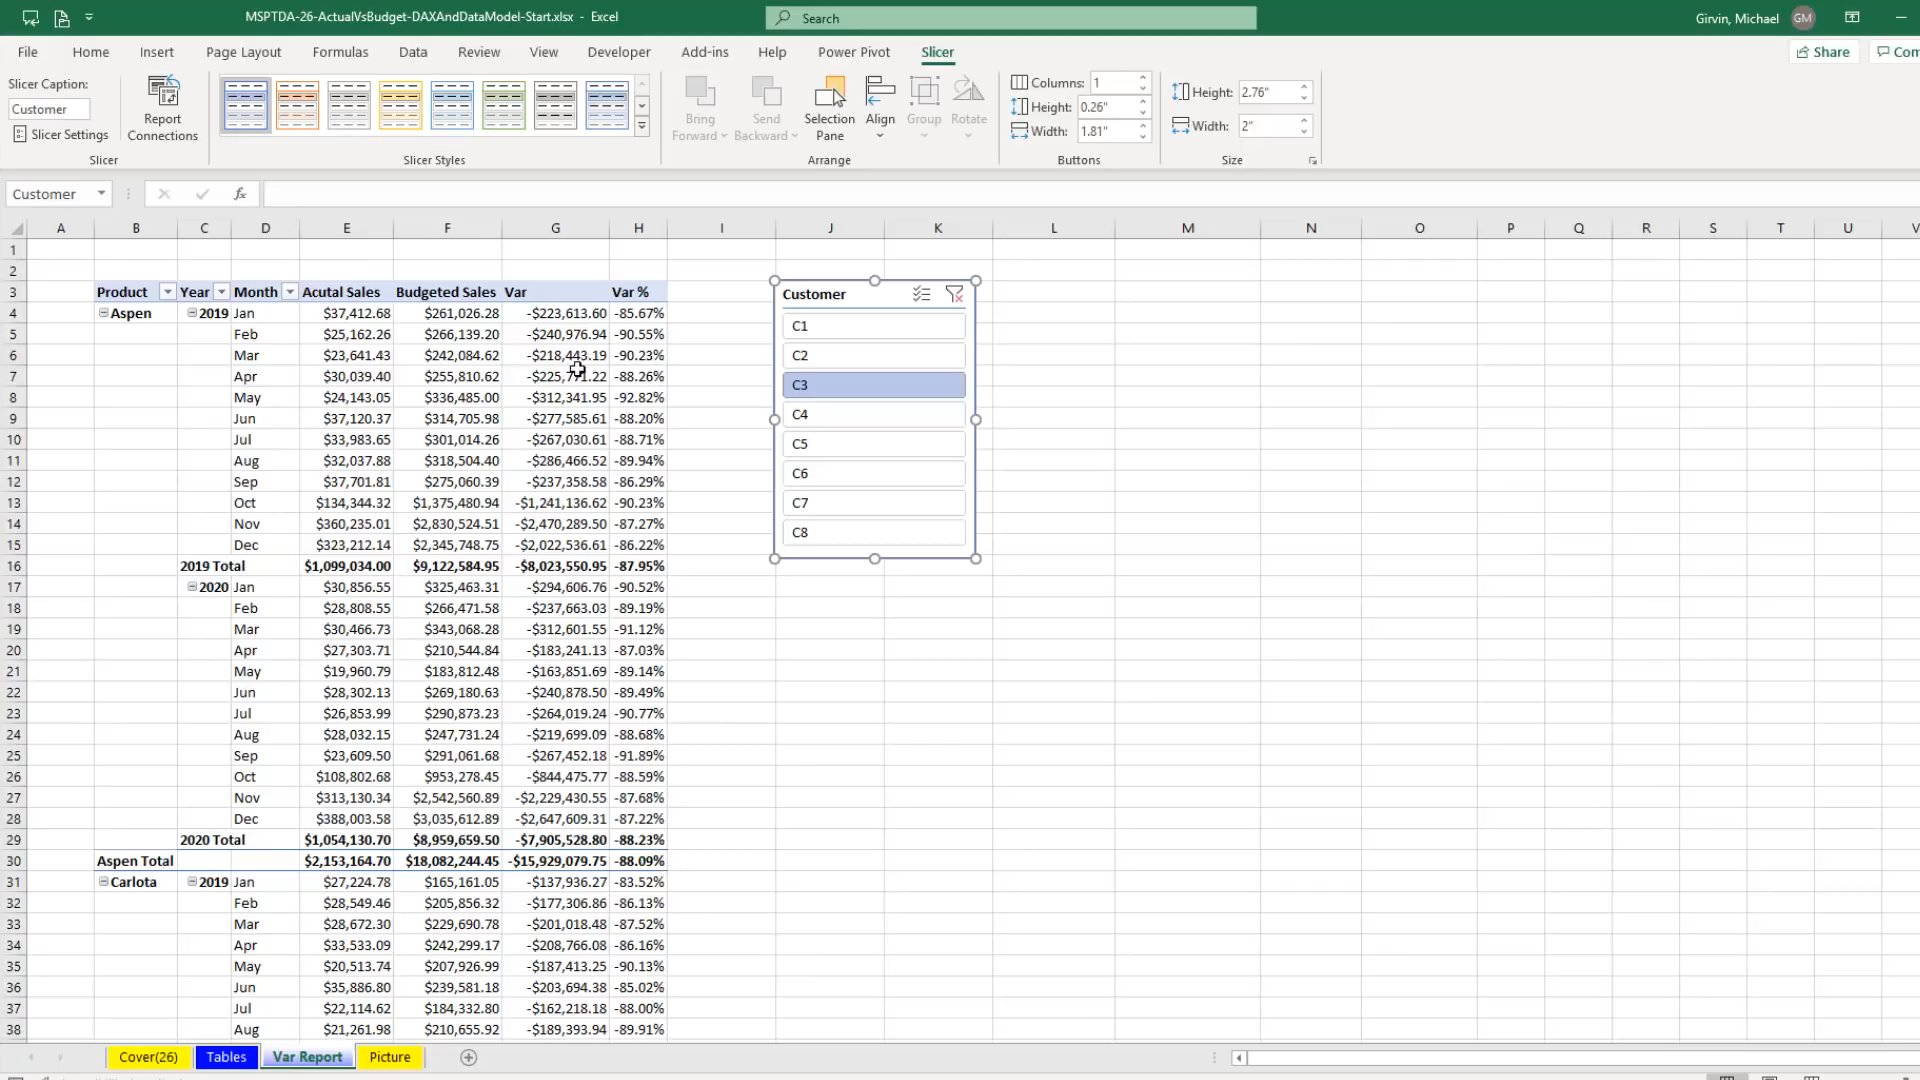 MSPTDA-26-ActualVsBudget-DAXAndDataModel-Start.xlsx - Excel
Search
Girvin, Michael GM
File Home Insert Page Layout Formulas Data Review View Developer Add-ins Help Power Pivot Slicer Share Com
Slicer Caption:
Customer
Slicer Settings
Report Connections
Slicer
Slicer Styles
Bring Forward Send Backward Selection Pane Align Group Rotate
Arrange
Columns: 1
Height: 0.26"
Width: 1.81"
Buttons
Height: 2.76"
Width: 2"
Size
Customer fx
A B C D E F G H I J K L M N O P Q R S T U V
1
2
3 Product Year Month Acutal Sales Budgeted Sales Var Var %
4 Aspen 2019 Jan $37,412.68 $261,026.28 -$223,613.60 -85.67%
5 Feb $25,162.26 $266,139.20 -$240,976.94 -90.55%
6 Mar $23,641.43 $242,084.62 -$218,443.19 -90.23%
7 Apr $30,039.40 $255,810.62 -$225,771.22 -88.26%
8 May $24,143.05 $336,485.00 -$312,341.95 -92.82%
9 Jun $37,120.37 $314,705.98 -$277,585.61 -88.20%
10 Jul $33,983.65 $301,014.26 -$267,030.61 -88.71%
11 Aug $32,037.88 $318,504.40 -$286,466.52 -89.94%
12 Sep $37,701.81 $275,060.39 -$237,358.58 -86.29%
13 Oct $134,344.32 $1,375,480.94 -$1,241,136.62 -90.23%
14 Nov $360,235.01 $2,830,524.51 -$2,470,289.50 -87.27%
15 Dec $323,212.14 $2,345,748.75 -$2,022,536.61 -86.22%
16 2019 Total $1,099,034.00 $9,122,584.95 -$8,023,550.95 -87.95%
17 2020 Jan $30,856.55 $325,463.31 -$294,606.76 -90.52%
18 Feb $28,808.55 $266,471.58 -$237,663.03 -89.19%
19 Mar $30,466.73 $343,068.28 -$312,601.55 -91.12%
20 Apr $27,303.71 $210,544.84 -$183,241.13 -87.03%
21 May $19,960.79 $183,812.48 -$163,851.69 -89.14%
22 Jun $28,302.13 $269,180.63 -$240,878.50 -89.49%
23 Jul $26,853.99 $290,873.23 -$264,019.24 -90.77%
24 Aug $28,032.15 $247,731.24 -$219,699.09 -88.68%
25 Sep $23,609.50 $291,061.68 -$267,452.18 -91.89%
26 Oct $108,802.68 $953,278.45 -$844,475.77 -88.59%
27 Nov $313,130.34 $2,542,560.89 -$2,229,430.55 -87.68%
28 Dec $388,003.58 $3,035,612.89 -$2,647,609.31 -87.22%
29 2020 Total $1,054,130.70 $8,959,659.50 -$7,905,528.80 -88.23%
30 Aspen Total $2,153,164.70 $18,082,244.45 -$15,929,079.75 -88.09%
31 Carlota 2019 Jan $27,224.78 $165,161.05 -$137,936.27 -83.52%
32 Feb $28,549.46 $205,856.32 -$177,306.86 -86.13%
33 Mar $28,672.30 $229,690.78 -$201,018.48 -87.52%
34 Apr $33,533.09 $242,299.17 -$208,766.08 -86.16%
35 May $20,513.74 $207,926.99 -$187,413.25 -90.13%
36 Jun $35,886.80 $239,581.18 -$203,694.38 -85.02%
37 Jul $22,114.62 $184,332.80 -$162,218.18 -88.00%
38 Aug $21,261.98 $210,655.92 -$189,393.94 -89.91%
Customer
C1
C2
C3
C4
C5
C6
C7
C8
Cover(26) Tables Var Report Picture